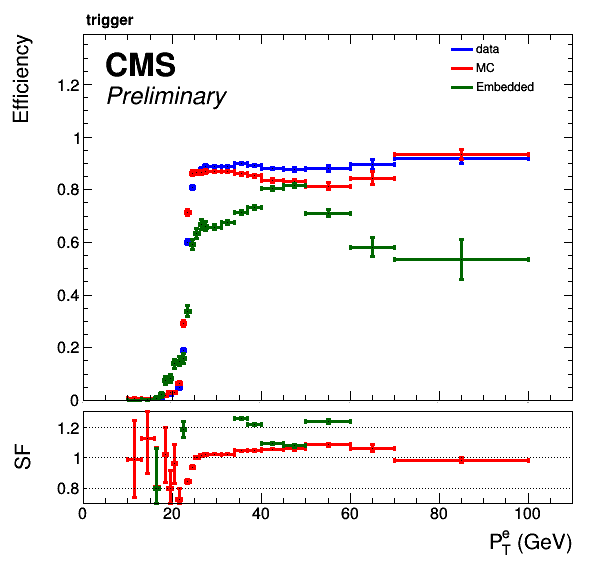 trigger
CMS
Preliminary
data
MC
Embedded
Efficiency
1.2
1
0.8
0.6
0.4
0.2
0
SF
1.2
1
0.8
0 20 40 60 80 100
P_T^e (GeV)